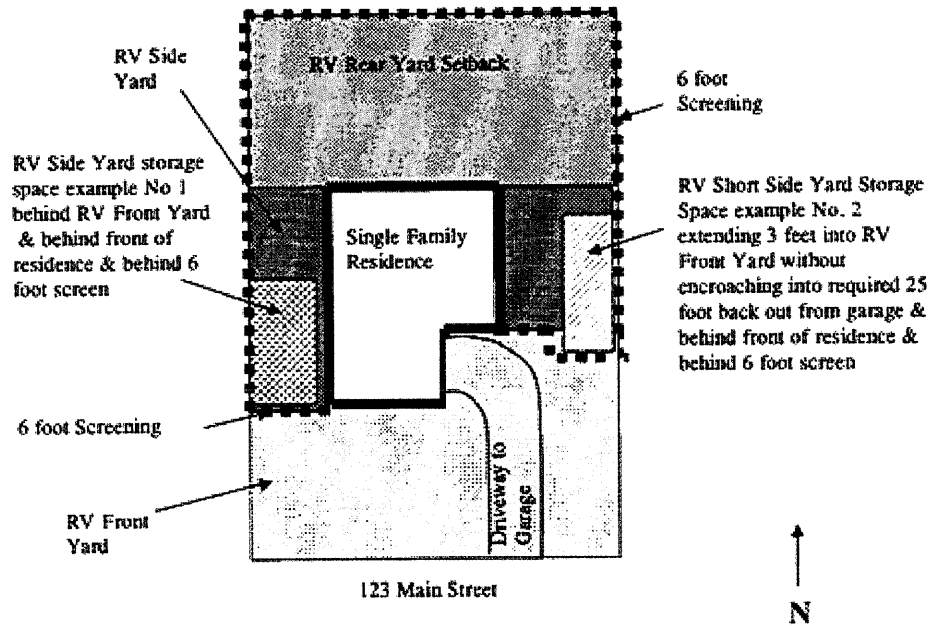 RV Side
Yard
RV Rear Yard Setback
6 foot
Screening
RV Side Yard storage
space example No 1
behind RV Front Yard
& behind front of
residence & behind 6
foot screen
Single Family
Residence
RV Short Side Yard Storage
Space example No. 2
extending 3 feet into RV
Front Yard without
encroaching into required 25
foot back out from garage &
behind front of residence &
behind 6 foot screen
6 foot Screening
RV Front
Yard
Driveway to
Garage
123 Main Street
N